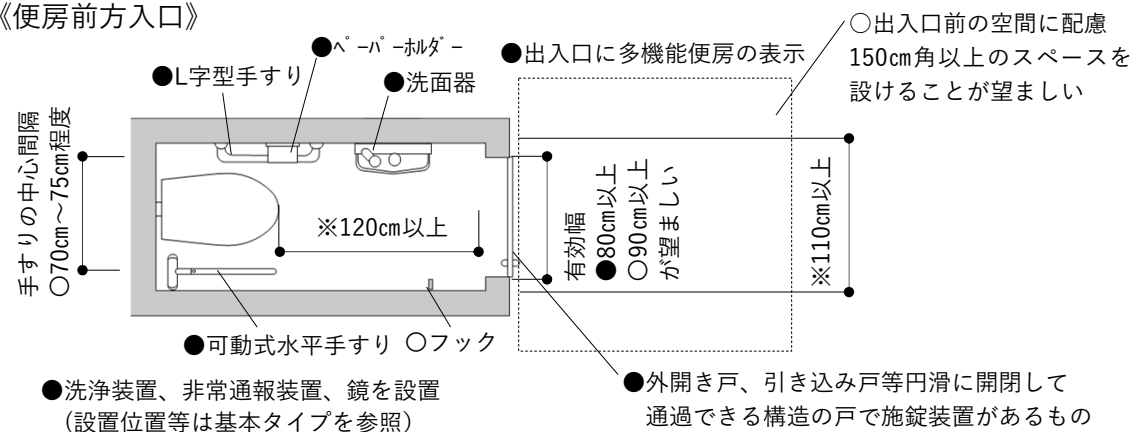 《便房前方入口》
●ﾍﾟｰﾊﾟｰﾎﾙﾀﾞｰ
●L字型手すり
●洗面器
●出入口に多機能便房の表示
○出入口前の空間に配慮
150㎝角以上のスペースを
設けることが望ましい
手すりの中心間隔
○70㎝～75㎝程度
※120㎝以上
有効幅
●80㎝以上
○90㎝以上
が望ましい
※110㎝以上
●可動式水平手すり
○フック
●洗浄装置、非常通報装置、鏡を設置
(設置位置等は基本タイプを参照)
●外開き戸、引き込み戸等円滑に開閉して
通過できる構造の戸で施錠装置があるもの